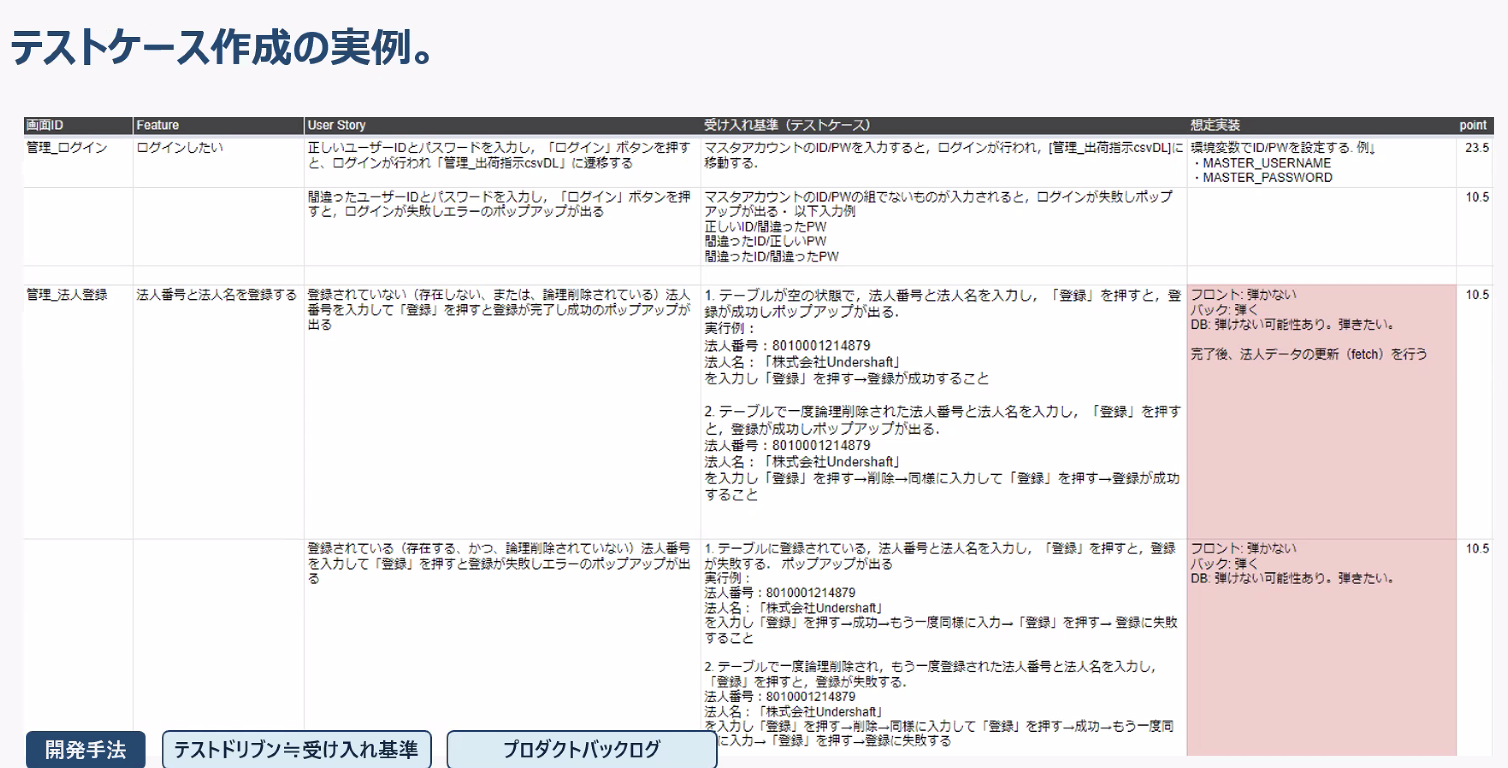 テストケース作成の実例。
画面ID Feature User Story 受け入れ基準（テストケース） 想定実装 point
管理_ログイン ログインしたい 正しいユーザーIDとパスワードを入力し，「ログイン」ボタンを押す マスタアカウントのID/PWを入力すると，ログインが行われ，[管理_出荷指示csvDL]に 環境変数でID/PWを設定する. 例↓ 23.5
と、ログインが行われ「管理_出荷指示csvDL」に遷移する 移動する. ・MASTER_USERNAME
・MASTER_PASSWORD
間違ったユーザーIDとパスワードを入力し，「ログイン」ボタンを押 マスタアカウントのID/PWの組でないものが入力されると，ログインが失敗しポップ 10.5
すと，ログインが失敗しエラーのポップアップが出る アップが出る・ 以下入力例
正しいID/間違ったPW
間違ったID/正しいPW
間違ったID/間違ったPW
管理_法人登録 法人番号と法人名を登録する 登録されていない（存在しない、または、論理削除されている）法人 1. テーブルが空の状態で，法人番号と法人名を入力し，「登録」を押すと，登 フロント: 弾かない 10.5
番号を入力して「登録」を押すと登録が完了し成功のポップアップが 録が成功しポップアップが出る. バック: 弾く
出る 実行例： DB: 弾けない可能性あり。弾きたい。
法人番号：8010001214879
法人名：「株式会社Undershaft」 完了後、法人データの更新（fetch）を行う
を入力し「登録」を押す→登録が成功すること
2. テーブルで一度論理削除された法人番号と法人名を入力し，「登録」を押す
と，登録が成功しポップアップが出る.
法人番号：8010001214879
法人名：「株式会社Undershaft」
を入力し「登録」を押す→削除→同様に入力して「登録」を押す→登録が成功
すること
登録されている（存在する、かつ、論理削除されていない）法人番号 1. テーブルに登録されている，法人番号と法人名を入力し，「登録」を押すと，登録 フロント: 弾かない 10.5
を入力して「登録」を押すと登録が失敗しエラーのポップアップが出 が失敗する． ポップアップが出る バック: 弾く
る 実行例： DB: 弾けない可能性あり。弾きたい。
法人番号：8010001214879
法人名：「株式会社Undershaft」
を入力し「登録」を押す→成功→もう一度同様に入力→「登録」を押す→ 登録に失敗
すること
2. テーブルで一度論理削除され，もう一度登録された法人番号と法人名を入力し，
「登録」を押すと，登録が失敗する.
法人番号：8010001214879
法人名：「株式会社Undershaft」
を入力し「登録」を押す→削除→同様に入力して「登録」を押す→成功→もう一度同
に入力→「登録」を押す→登録に失敗する
開発手法 テストドリブン≒受け入れ基準 プロダクトバックログ